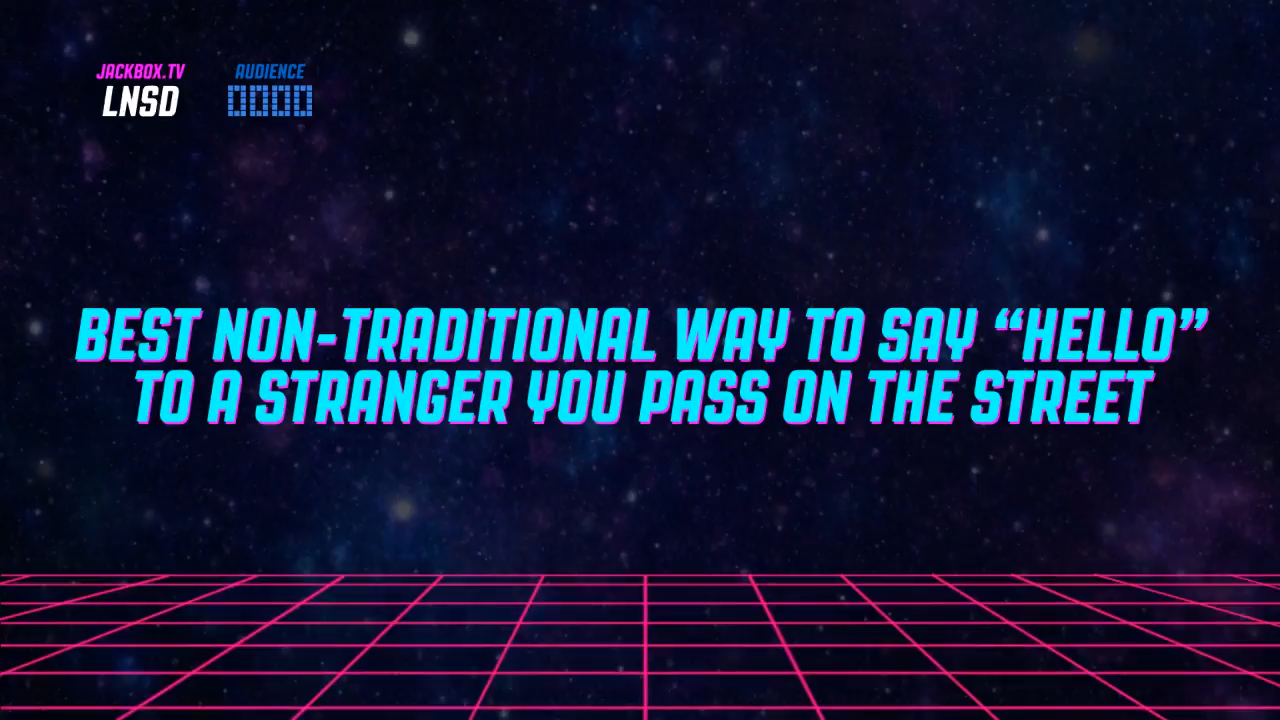 JACKBOX.TV
LNSD
AUDIENCE
0000
BEST NON-TRADITIONAL WAY TO SAY “HELLO”
TO A STRANGER YOU PASS ON THE STREET